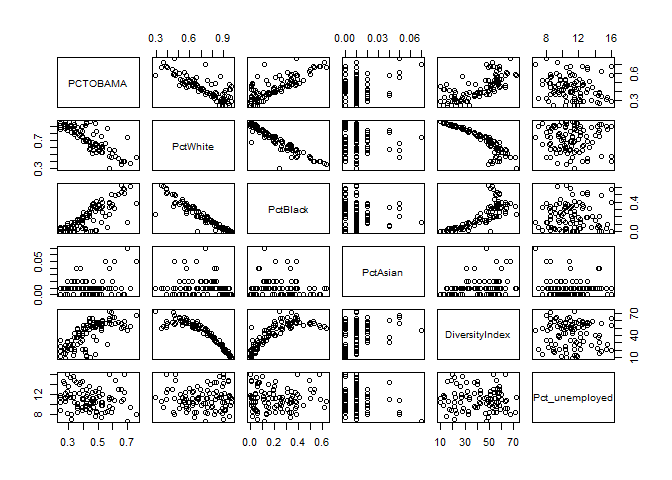 0.3 0.6 0.9 0.00 0.03 0.06 8 10 12 14 16
PCTOBAMA
0.3 0.6
PctWhite
0.3 0.7
PctBlack
0.0 0.4
PctAsian
0.00 0.05
DiversityIndex
10 40 70
Pct_unemployed
8 12
0.3 0.5 0.7 0.0 0.2 0.4 0.6 10 30 50 70